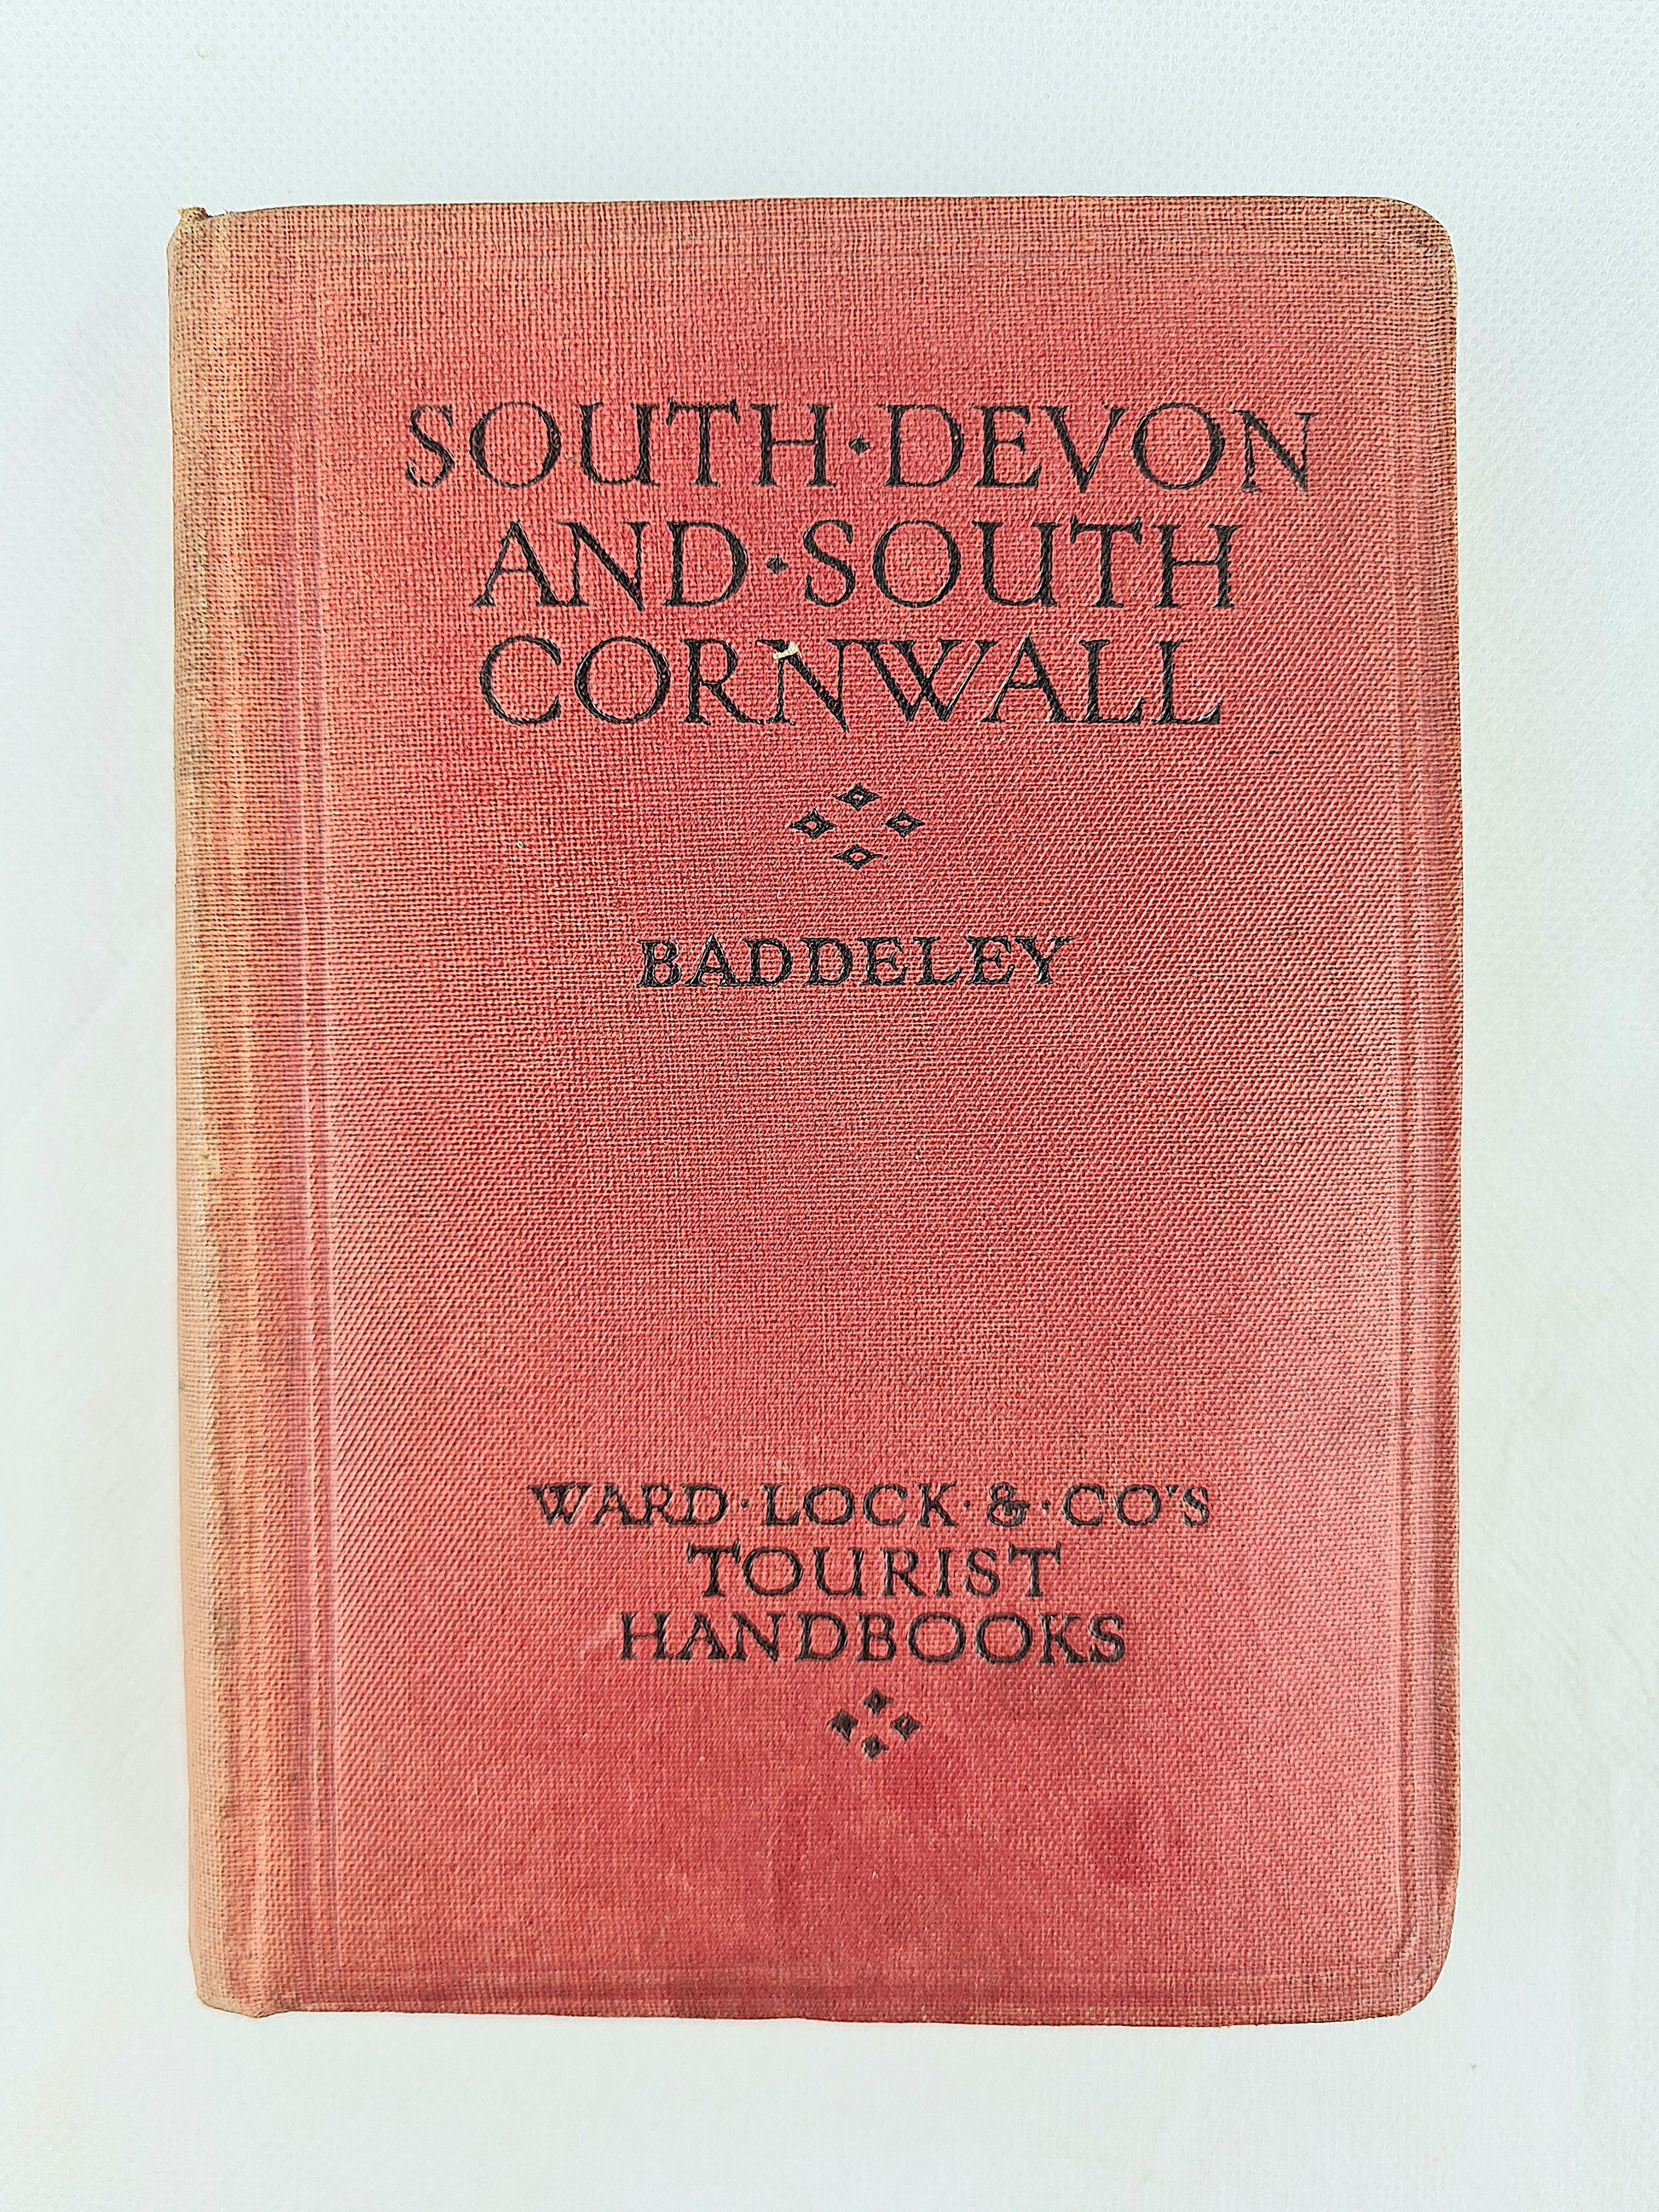 SOUTH·DEVON
AND·SOUTH
CORNWALL
BADDELEY
WARD·LOCK·&·CO'S
TOURIST
HANDBOOKS